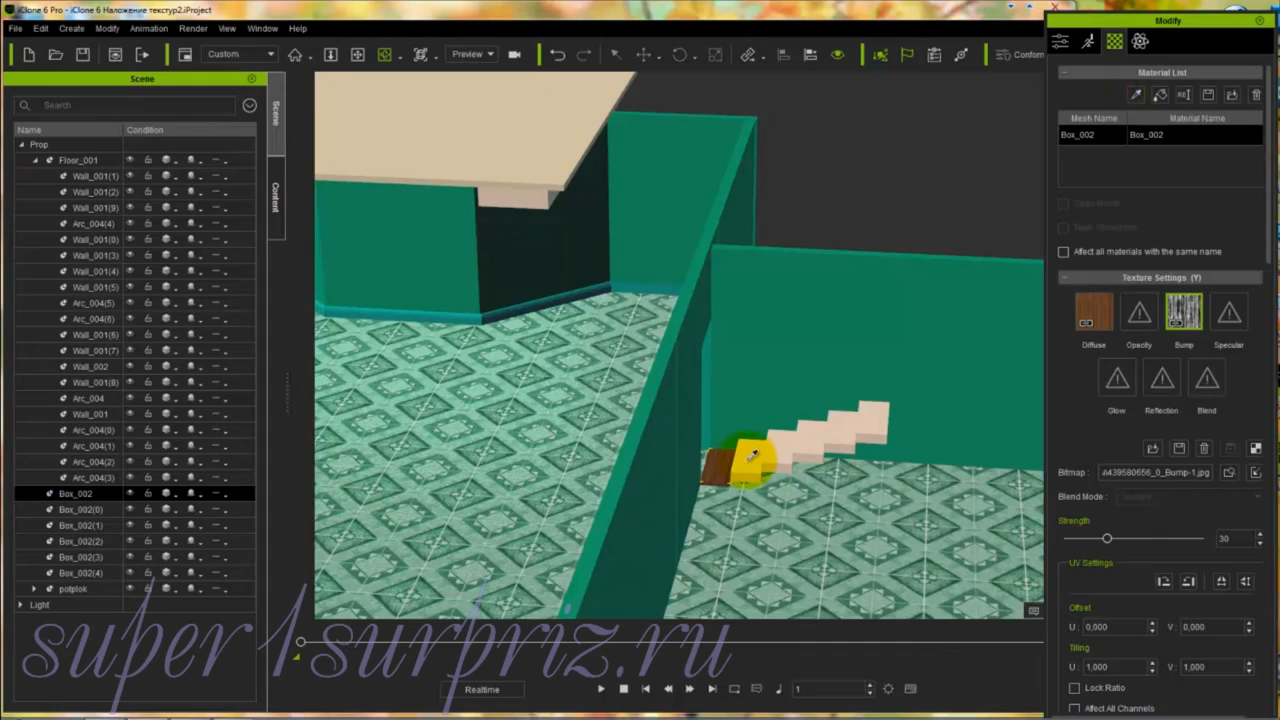 iClone 6 Pro - iClone 6 Наложение текстур2.iProject
File Edit Create Modify Animation Render View Window Help
Custom
Preview
Conform
Scene
Search
Name Condition
Prop
Floor_001
Wall_001(1)
Wall_001(2)
Wall_001(9)
Arc_004(4)
Wall_001(0)
Wall_001(3)
Wall_001(4)
Wall_001(5)
Arc_004(5)
Arc_004(6)
Wall_001(6)
Wall_001(7)
Wall_002
Wall_001(8)
Arc_004
Wall_001
Arc_004(0)
Arc_004(1)
Arc_004(2)
Arc_004(3)
Box_002
Box_002(0)
Box_002(1)
Box_002(2)
Box_002(3)
Box_002(4)
potplok
Light
Scene
Content
super1surpriz.ru
Realtime
1
Modify
Material List
Mesh Name Material Name
Box_002 Box_002
Affect all materials with the same name
Texture Settings (Y)
Diffuse Opacity Bump Specular
Glow Reflection Blend
Bitmap: 439580656_0_Bump-1.jpg
Blend Mode:
Strength
30
UV Settings
Offset
U: 0,000 V: 0,000
Tiling
U: 1,000 V: 1,000
Lock Ratio
Affect All Channels